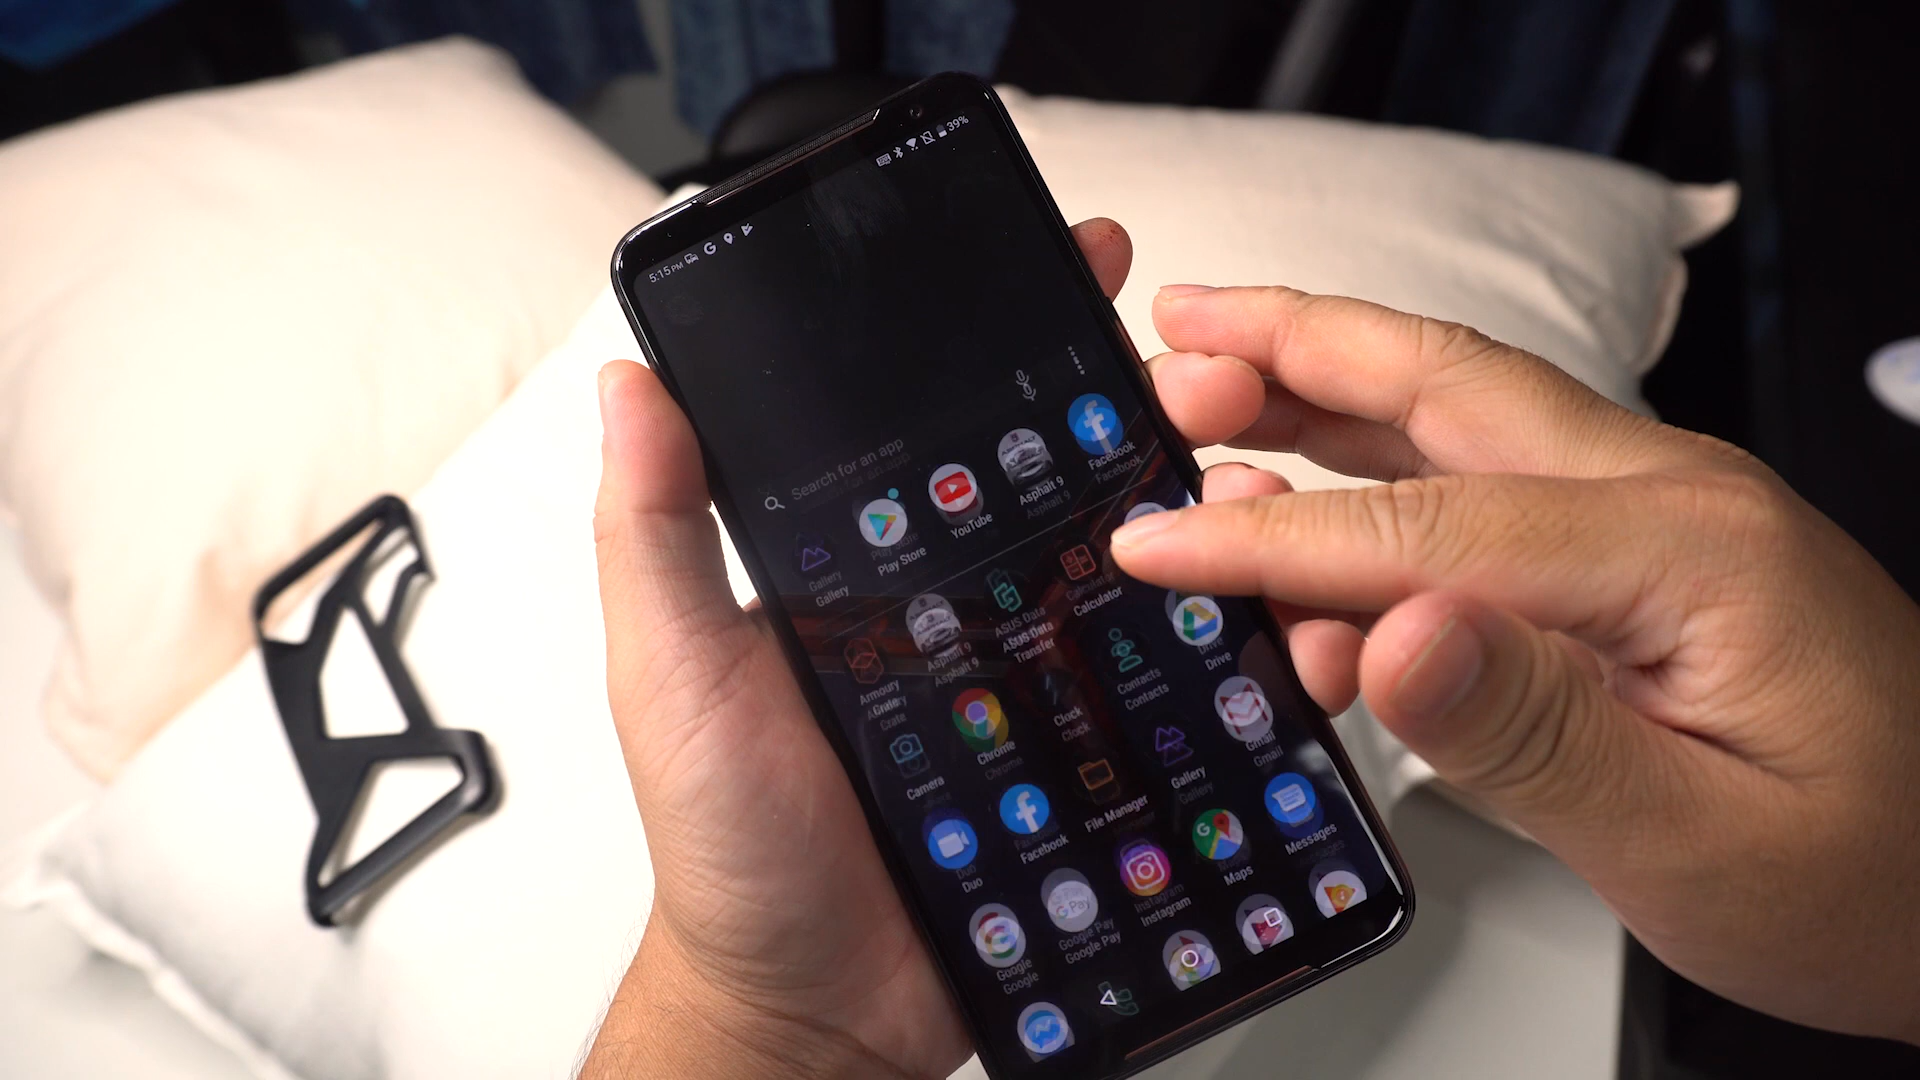 5:15 PM
39%
Search for an app
Gallery
Play Store
YouTube
Asphalt 9
Facebook
Armoury
Crate
Asphalt 9
ASUS Data
Transfer
Calculator
Camera
Chrome
Clock
Contacts
Drive
Duo
Facebook
File Manager
Gallery
Gmail
Google
Google Pay
Instagram
Maps
Messages